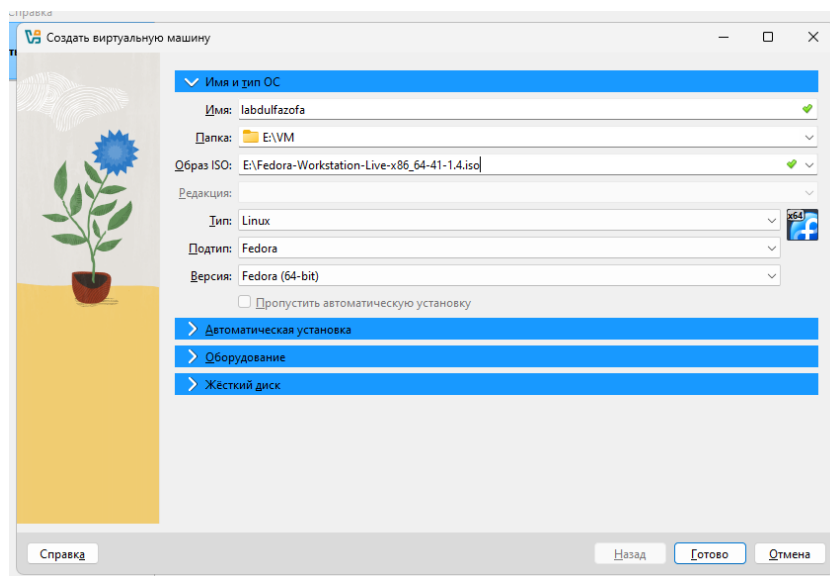 Справка
Создать виртуальную машину
Имя и тип ОС
Имя: labdulfazofa
Папка: E:\VM
Образ ISO: E:\Fedora-Workstation-Live-x86_64-41-1.4.iso
Редакция:
Тип: Linux
x64
Подтип: Fedora
Версия: Fedora (64-bit)
Пропустить автоматическую установку
Автоматическая установка
Оборудование
Жёсткий диск
Справка Назад Готово Отмена